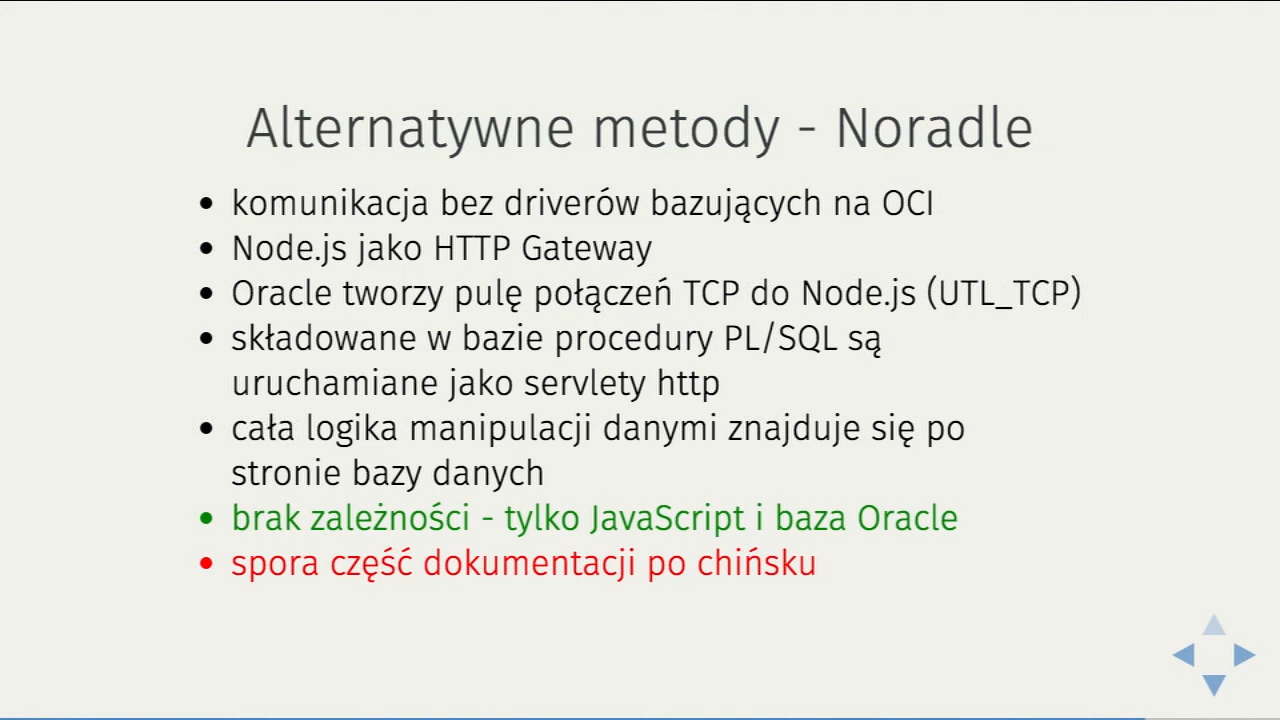 Alternatywne metody - Noradle
• komunikacja bez driverów bazujących na OCI
• Node.js jako HTTP Gateway
• Oracle tworzy pulę połączeń TCP do Node.js (UTL_TCP)
• składowane w bazie procedury PL/SQL są
uruchamiane jako servlety http
• cała logika manipulacji danymi znajduje się po
stronie bazy danych
• brak zależności - tylko JavaScript i baza Oracle
• spora część dokumentacji po chińsku